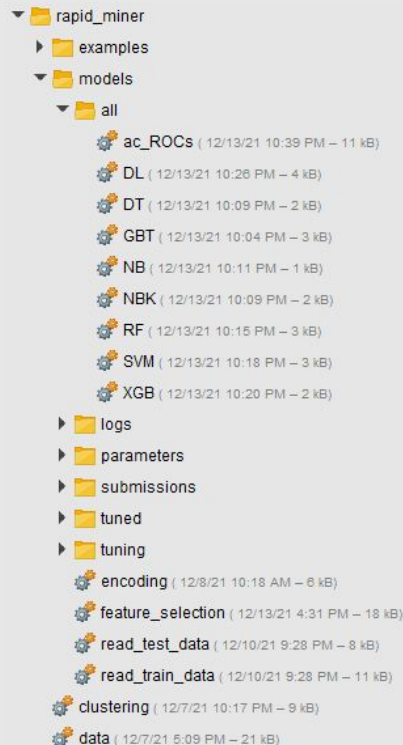 rapid_miner
examples
models
all
ac_ROCs ( 12/13/21 10:39 PM – 11 kB)
DL ( 12/13/21 10:26 PM – 4 kB)
DT ( 12/13/21 10:09 PM – 2 kB)
GBT ( 12/13/21 10:04 PM – 3 kB)
NB ( 12/13/21 10:11 PM – 1 kB)
NBK ( 12/13/21 10:09 PM – 2 kB)
RF ( 12/13/21 10:15 PM – 3 kB)
SVM ( 12/13/21 10:18 PM – 3 kB)
XGB ( 12/13/21 10:20 PM – 2 kB)
logs
parameters
submissions
tuned
tuning
encoding ( 12/8/21 10:18 AM – 6 kB)
feature_selection ( 12/13/21 4:31 PM – 18 kB)
read_test_data ( 12/10/21 9:28 PM – 8 kB)
read_train_data ( 12/10/21 9:28 PM – 11 kB)
clustering ( 12/7/21 10:17 PM – 9 kB)
data ( 12/7/21 5:09 PM – 21 kB)